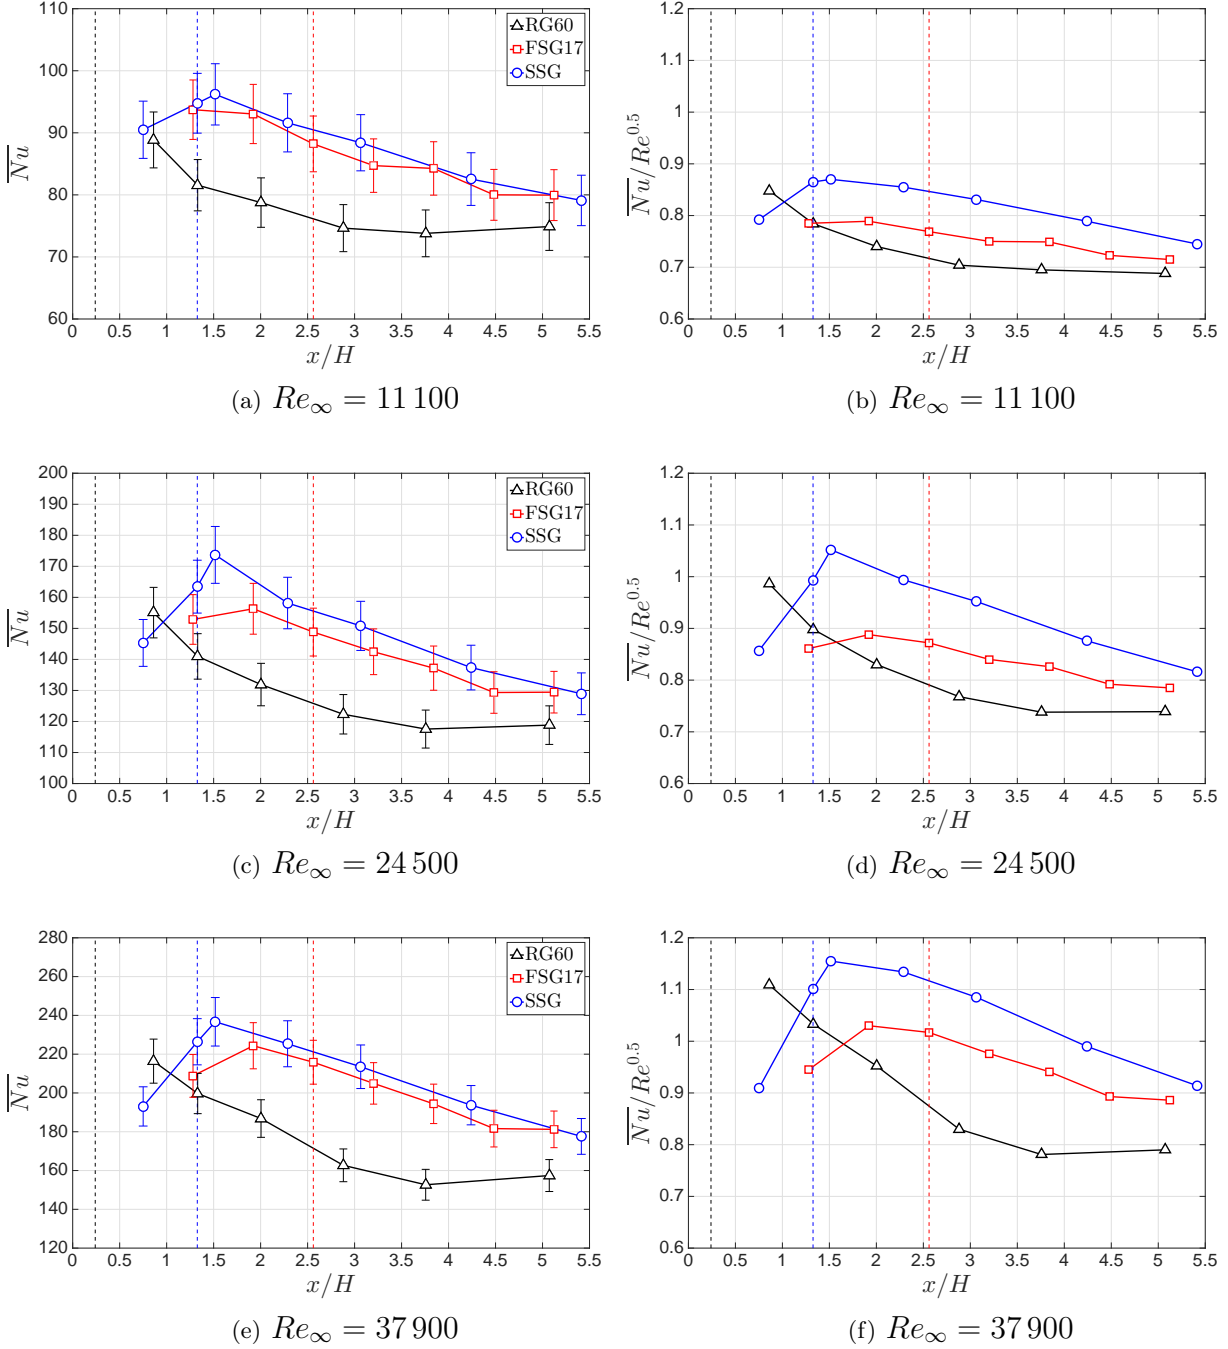 110
100
90
80
70
60
0 0.5 1 1.5 2 2.5 3 3.5 4 4.5 5 5.5
Nu
x/H
RG60
FSG17
SSG
(a) Re∞ = 11 100
1.2
1.1
1
0.9
0.8
0.7
0.6
0 0.5 1 1.5 2 2.5 3 3.5 4 4.5 5 5.5
Nu/Re^0.5
x/H
(b) Re∞ = 11 100
200
190
180
170
160
150
140
130
120
110
100
0 0.5 1 1.5 2 2.5 3 3.5 4 4.5 5 5.5
Nu
x/H
RG60
FSG17
SSG
(c) Re∞ = 24 500
1.2
1.1
1
0.9
0.8
0.7
0.6
0 0.5 1 1.5 2 2.5 3 3.5 4 4.5 5 5.5
Nu/Re^0.5
x/H
(d) Re∞ = 24 500
280
260
240
220
200
180
160
140
120
0 0.5 1 1.5 2 2.5 3 3.5 4 4.5 5 5.5
Nu
x/H
RG60
FSG17
SSG
(e) Re∞ = 37 900
1.2
1.1
1
0.9
0.8
0.7
0.6
0 0.5 1 1.5 2 2.5 3 3.5 4 4.5 5 5.5
Nu/Re^0.5
x/H
(f) Re∞ = 37 900